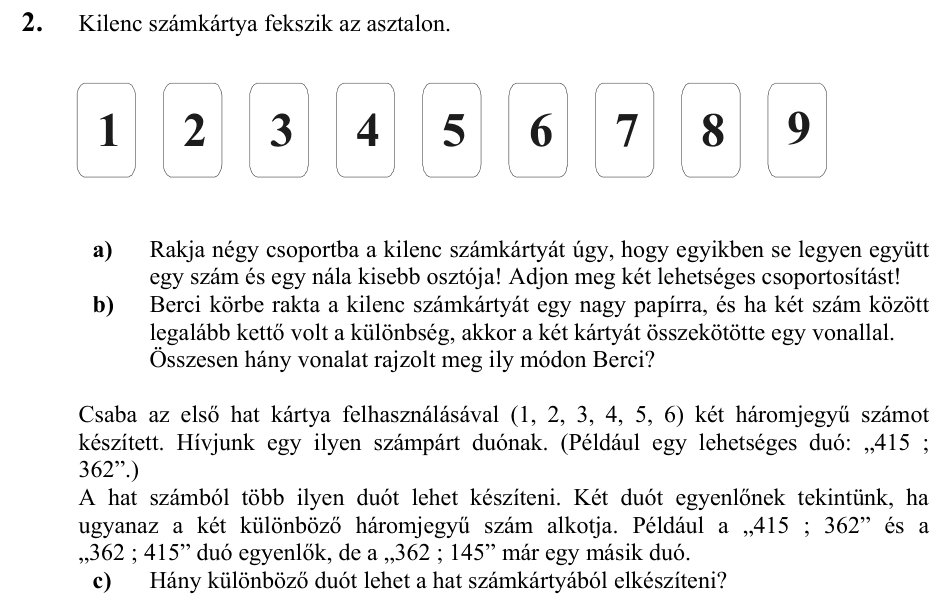 2. Kilenc számkártya fekszik az asztalon.
1 2 3 4 5 6 7 8 9
a) Rakja négy csoportba a kilenc számkártyát úgy, hogy egyikben se legyen együtt
egy szám és egy nála kisebb osztója! Adjon meg két lehetséges csoportosítást!
b) Berci körbe rakta a kilenc számkártyát egy nagy papírra, és ha két szám között
legalább kettő volt a különbség, akkor a két kártyát összekötötte egy vonallal.
Összesen hány vonalat rajzolt meg ily módon Berci?
Csaba az első hat kártya felhasználásával (1, 2, 3, 4, 5, 6) két háromjegyű számot
készített. Hívjunk egy ilyen számpárt duónak. (Például egy lehetséges duó: „415 ;
362”.)
A hat számból több ilyen duót lehet készíteni. Két duót egyenlőnek tekintünk, ha
ugyanaz a két különböző háromjegyű szám alkotja. Például a „415 ; 362” és a
„362 ; 415” duó egyenlők, de a „362 ; 145” már egy másik duó.
c) Hány különböző duót lehet a hat számkártyából elkészíteni?